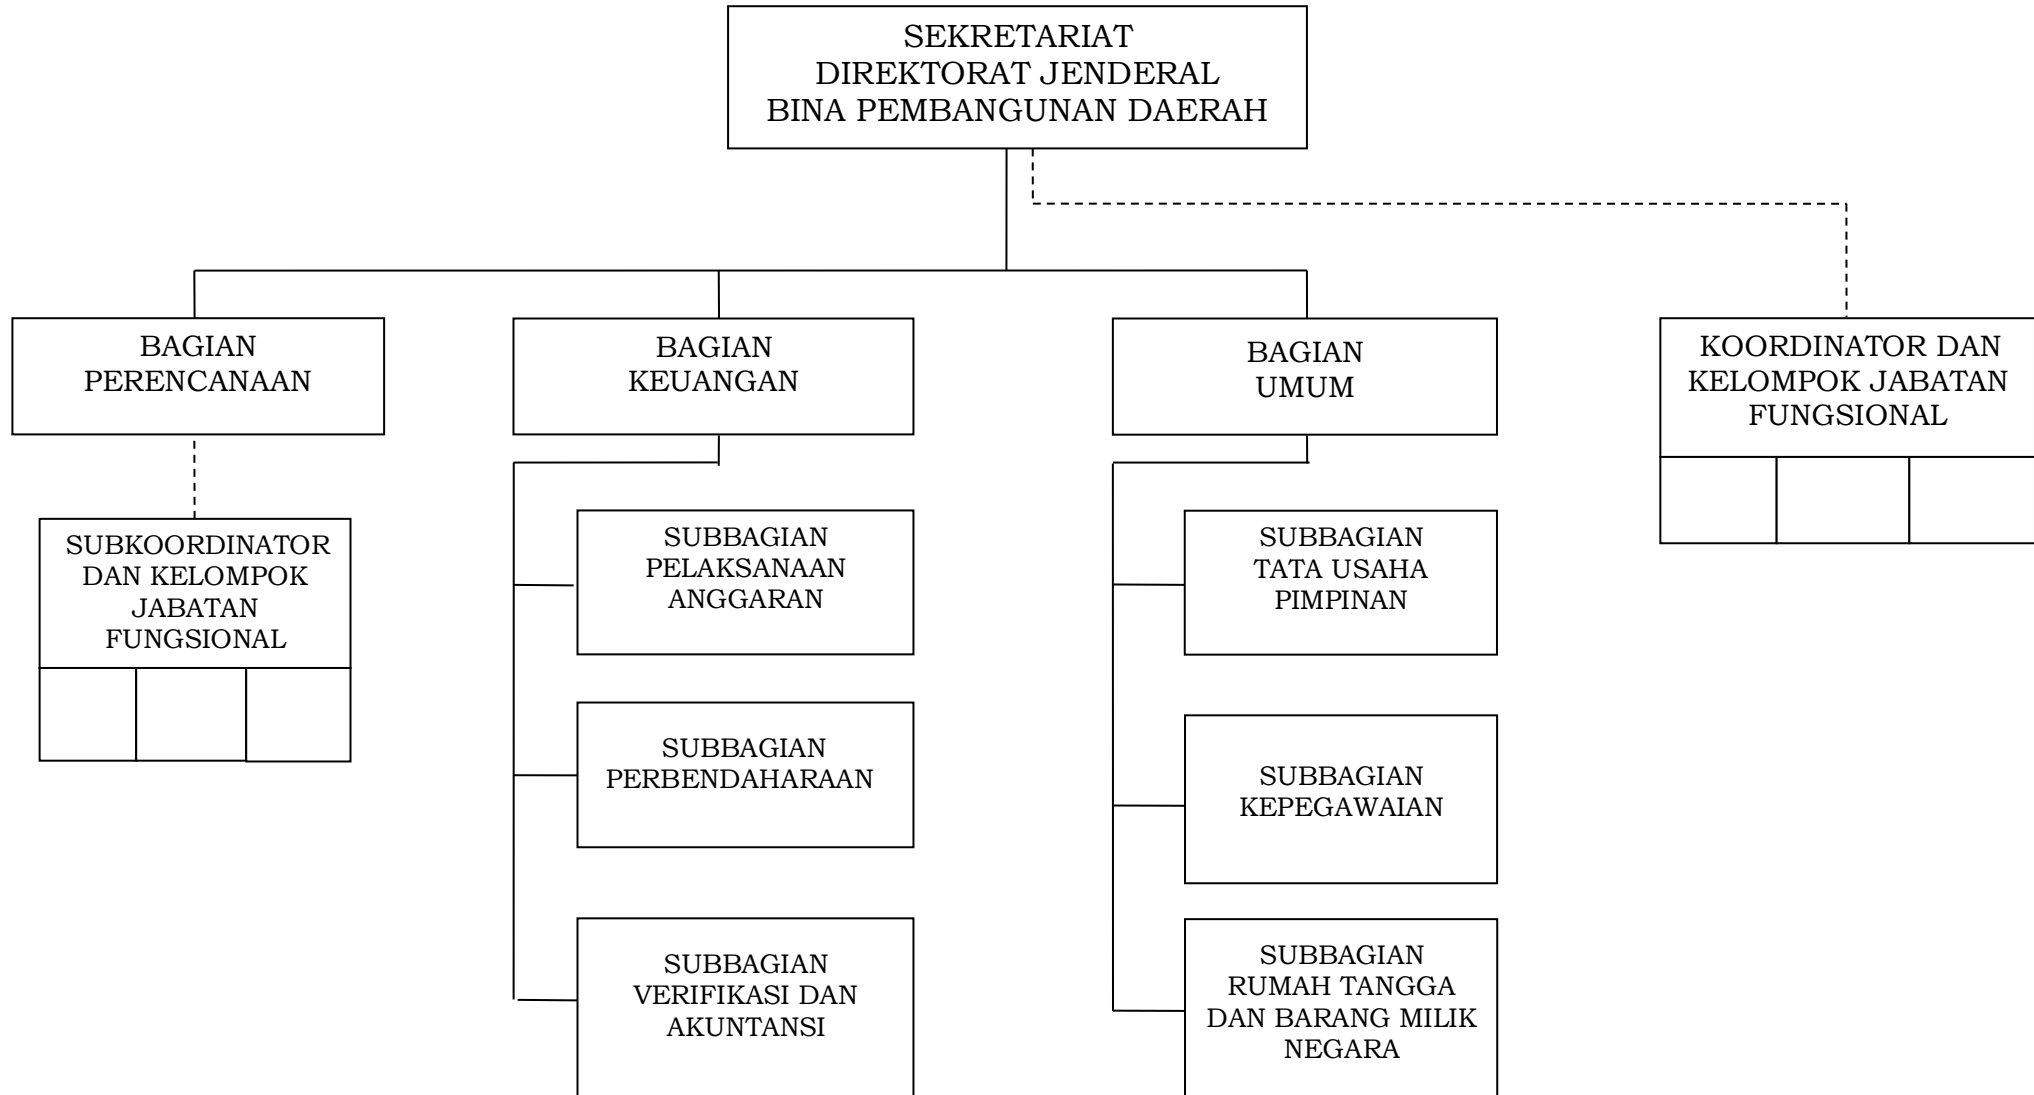 SEKRETARIAT
DIREKTORAT JENDERAL
BINA PEMBANGUNAN DAERAH
BAGIAN
PERENCANAAN
BAGIAN
KEUANGAN
BAGIAN
UMUM
KOORDINATOR DAN
KELOMPOK JABATAN
FUNGSIONAL
SUBKOORDINATOR
DAN KELOMPOK
JABATAN
FUNGSIONAL
SUBBAGIAN
PELAKSANAAN
ANGGARAN
SUBBAGIAN
PERBENDAHARAAN
SUBBAGIAN
VERIFIKASI DAN
AKUNTANSI
SUBBAGIAN
TATA USAHA
PIMPINAN
SUBBAGIAN
KEPEGAWAIAN
SUBBAGIAN
RUMAH TANGGA
DAN BARANG MILIK
NEGARA